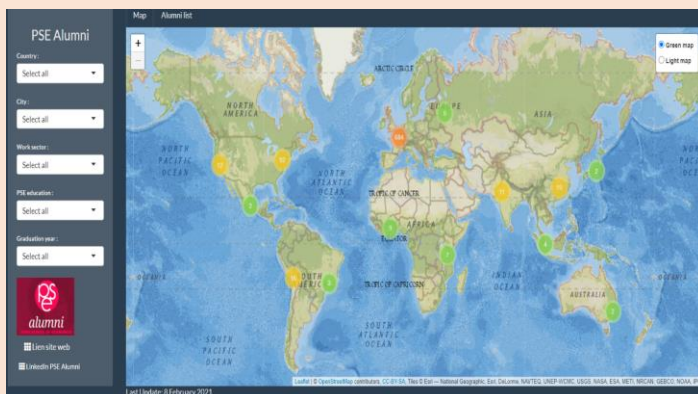 Map Alumni list
PSE Alumni
Country :
Select all
City :
Select all
Work sector :
Select all
PSE education :
Select all
Graduation year :
Select all
pse
alumni
Lien site web
LinkedIn PSE Alumni
+
−
Green map
Light map
ARCTIC CIRCLE
NORTH
AMERICA
ASIA
NORTH
PACIFIC
OCEAN
NORTH
ATLANTIC
OCEAN
TROPIC OF CANCER
AFRICA
EQUATOR
SOUTH
TROPIC OF CAPRICORN
INDIAN
OCEAN
AUSTRALIA
SOUTH
PACIFIC
OCEAN
SOUTH
ATLANTIC
OCEAN
Leaflet | © OpenStreetMap contributors, CC-BY-SA, Tiles © Esri — National Geographic, Esri, DeLorme, NAVTEQ, UNEP-WCMC, USGS, NASA, ESA, METI, NRCAN, GEBCO, NOAA,
Last Update: 8 February 2021